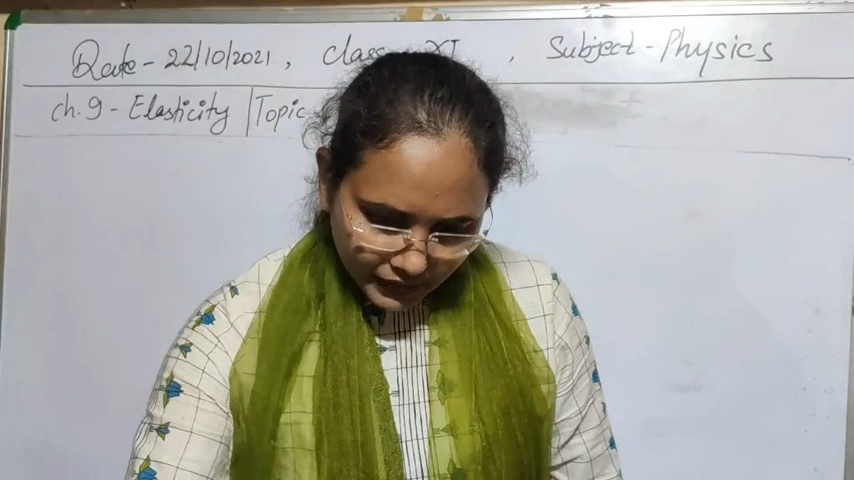 Date - 22/10/2021, Class XI, Subject - Physics
Ch. 9 - Elasticity | Topic